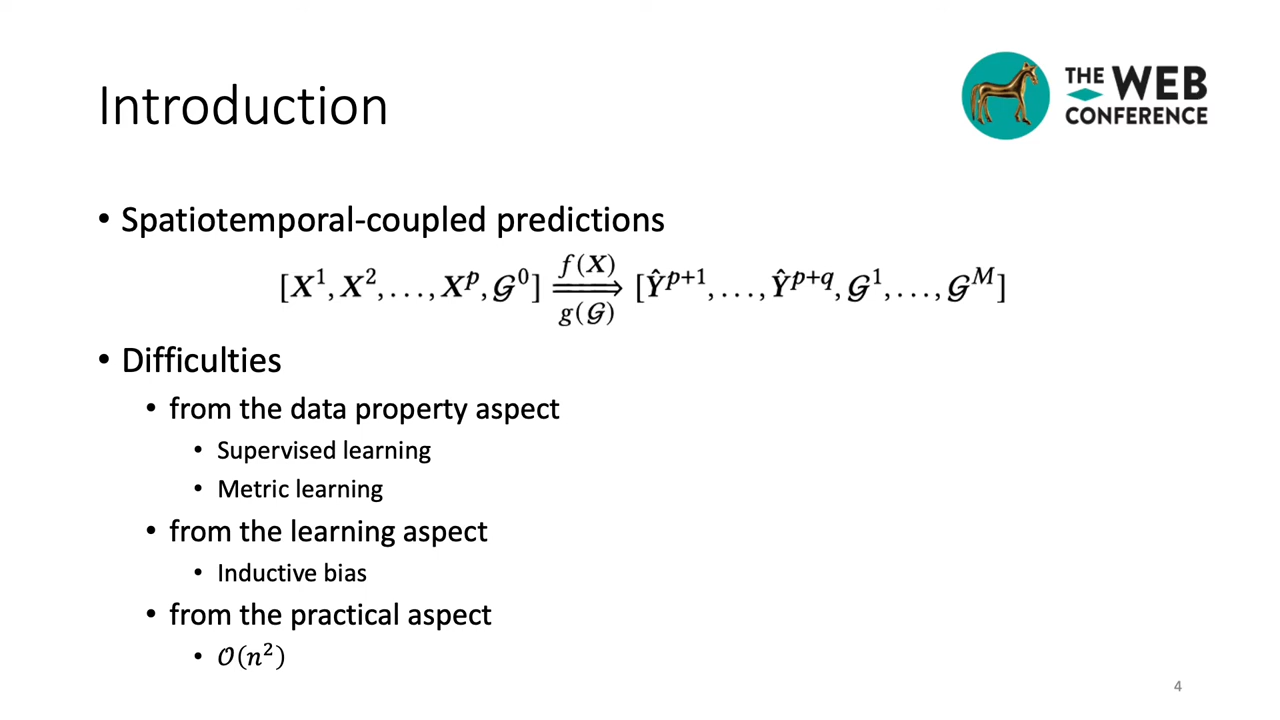 Introduction
THE WEB
CONFERENCE
• Spatiotemporal-coupled predictions
[X¹, X², . . . , Xᵖ, 𝒢⁰] f(X) ⟹ g(𝒢) [Ŷᵖ⁺¹, . . . , Ŷᵖ⁺q, 𝒢¹, . . . , 𝒢ᴹ]
• Difficulties
• from the data property aspect
• Supervised learning
• Metric learning
• from the learning aspect
• Inductive bias
• from the practical aspect
• 𝒪(n²)
4